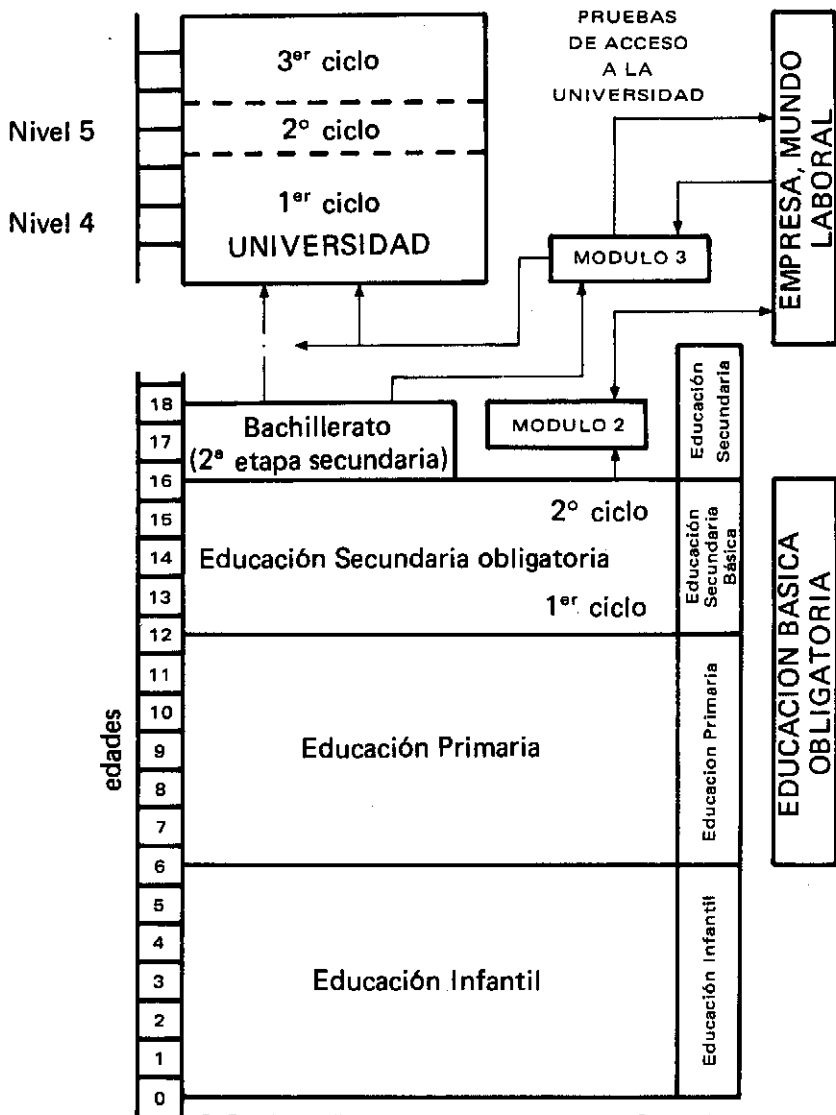 PRUEBAS
DE ACCESO
A LA
UNIVERSIDAD
3er ciclo
Nivel 5
2º ciclo
1er ciclo
Nivel 4
UNIVERSIDAD
MODULO 3
EMPRESA, MUNDO
LABORAL
18
Bachillerato
(2ª etapa secundaria)
17
16
MODULO 2
Educación
Secundaria
15
2º ciclo
14
Educación Secundaria obligatoria
13
1er ciclo
12
Educación
Secundaria
Básica
EDUCACION BASICA
OBLIGATORIA
edades
11
10
9
Educación Primaria
8
7
6
Educacion Primaria
5
4
3
Educación Infantil
2
1
0
Educación Infantil